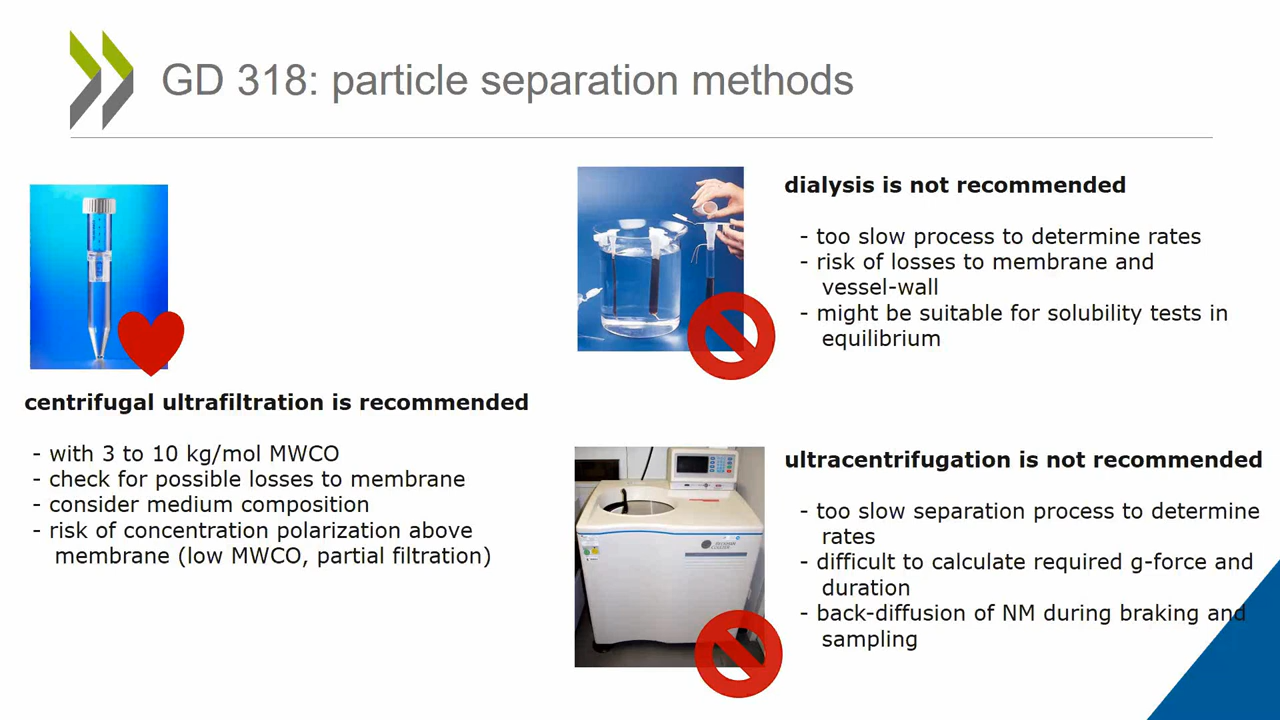 GD 318: particle separation methods
centrifugal ultrafiltration is recommended
- with 3 to 10 kg/mol MWCO
- check for possible losses to membrane
- consider medium composition
- risk of concentration polarization above
membrane (low MWCO, partial filtration)
dialysis is not recommended
- too slow process to determine rates
- risk of losses to membrane and
vessel-wall
- might be suitable for solubility tests in
equilibrium
ultracentrifugation is not recommended
- too slow separation process to determine
rates
- difficult to calculate required g-force and
duration
- back-diffusion of NM during braking and
sampling